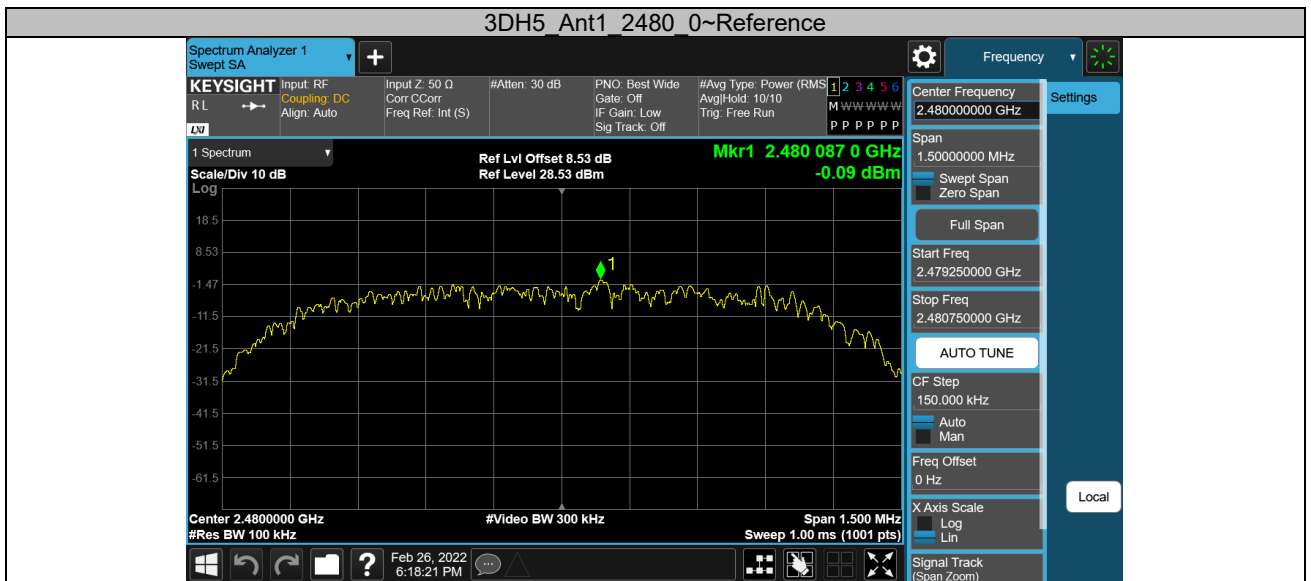 3DH5_Ant1_2480_0~Reference
Spectrum Analyzer 1
Swept SA
+
Frequency
KEYSIGHT
RL
LXI
Input: RF
Coupling: DC
Align: Auto
Input Z: 50 Ω
Corr CCorr
Freq Ref: Int (S)
#Atten: 30 dB
PNO: Best Wide
Gate: Off
IF Gain: Low
Sig Track: Off
#Avg Type: Power (RMS
Avg|Hold: 10/10
Trig: Free Run
1 2 3 4 5 6
M W W W W W
P P P P P P
1 Spectrum
Scale/Div 10 dB
Ref Lvl Offset 8.53 dB
Ref Level 28.53 dBm
Mkr1 2.480 087 0 GHz
-0.09 dBm
Log
18.5
8.53
-1.47
-11.5
-21.5
-31.5
-41.5
-51.5
-61.5
1
Center 2.4800000 GHz
#Res BW 100 kHz
#Video BW 300 kHz
Span 1.500 MHz
Sweep 1.00 ms (1001 pts)
Feb 26, 2022
6:18:21 PM
?
Center Frequency
2.480000000 GHz
Settings
Span
1.50000000 MHz
Swept Span
Zero Span
Full Span
Start Freq
2.479250000 GHz
Stop Freq
2.480750000 GHz
AUTO TUNE
CF Step
150.000 kHz
Auto
Man
Freq Offset
0 Hz
X Axis Scale
Log
Lin
Local
Signal Track
(Span Zoom)